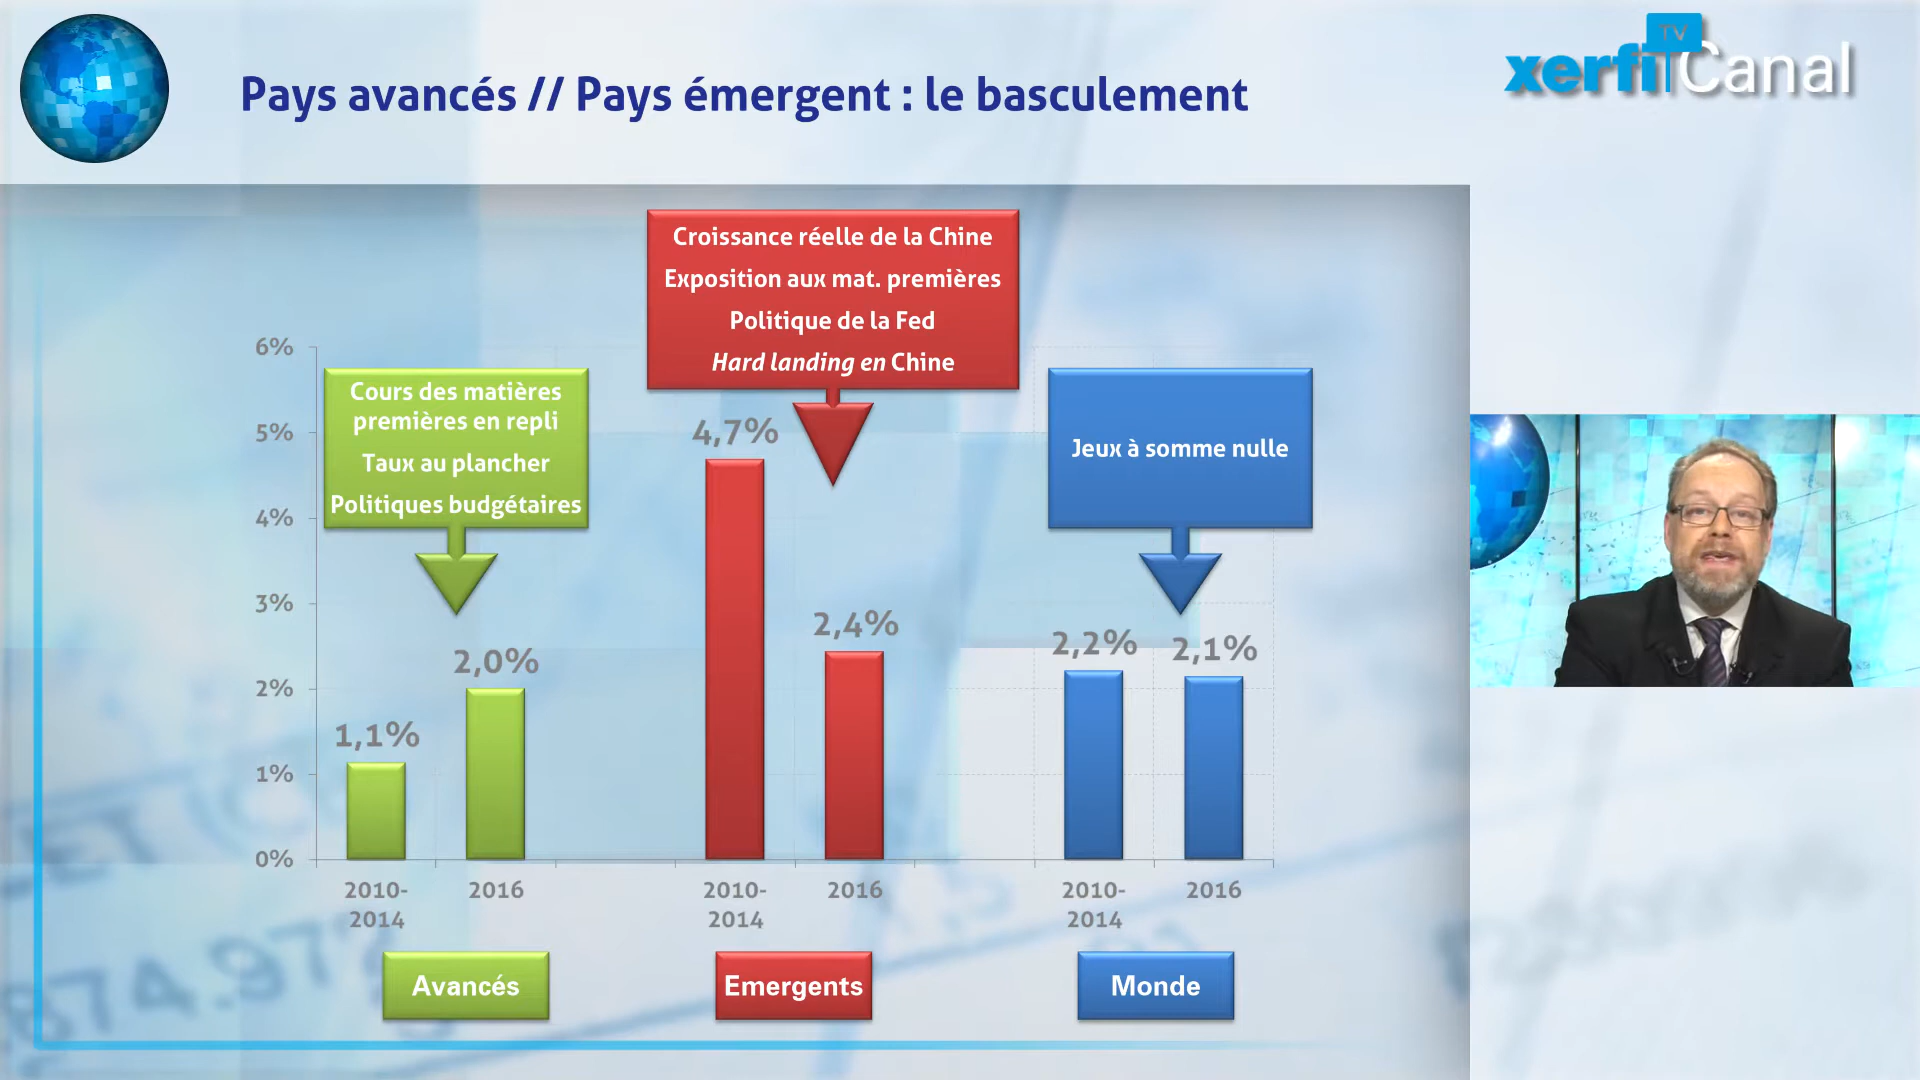 Pays avancés // Pays émergent : le basculement
xerfi TV Canal
Croissance réelle de la Chine
Exposition aux mat. premières
Politique de la Fed
Hard landing en Chine
Cours des matières
premières en repli
Taux au plancher
Politiques budgétaires
Jeux à somme nulle
6%
5%
4%
3%
2%
1%
0%
1,1%
2,0%
4,7%
2,4%
2,2%
2,1%
2010-
2014
2016
2010-
2014
2016
2010-
2014
2016
Avancés
Emergents
Monde
874.97